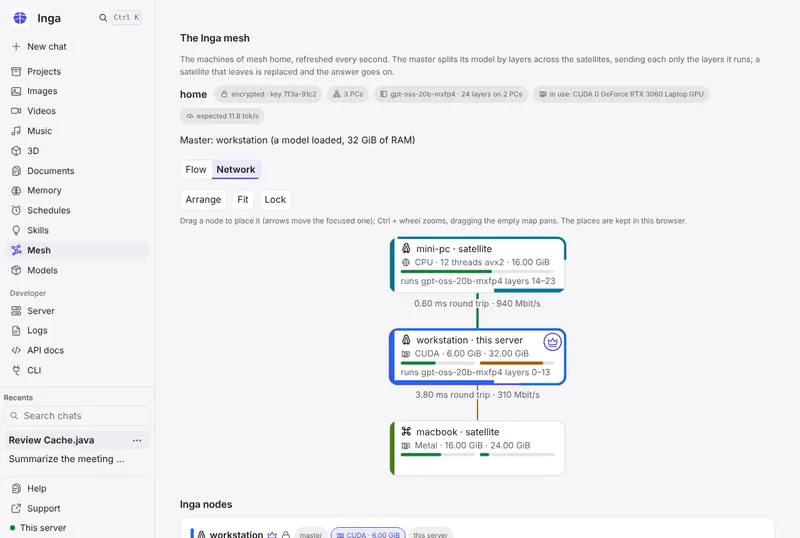 Inga
Ctrl K
New chat
Projects
Images
Videos
Music
3D
Documents
Memory
Schedules
Skills
Mesh
Models
Developer
Server
Logs
API docs
CLI
Recents
Search chats
Review Cache.java
Summarize the meeting ...
Help
Support
This server
The Inga mesh
The machines of mesh home, refreshed every second. The master splits its model by layers across the satellites, sending each only the layers it runs; a
satellite that leaves is replaced and the answer goes on.
home
encrypted · key 7f3a-91c2
3 PCs
gpt-oss-20b-mxfp4 · 24 layers on 2 PCs
in use: CUDA 0 GeForce RTX 3060 Laptop GPU
expected 11.8 tok/s
Master: workstation (a model loaded, 32 GiB of RAM)
Flow
Network
Arrange
Fit
Lock
Drag a node to place it (arrows move the focused one); Ctrl + wheel zooms, dragging the empty map pans. The places are kept in this browser.
mini-pc · satellite
CPU · 12 threads avx2 · 16.00 GiB
runs gpt-oss-20b-mxfp4 layers 14–23
0.60 ms round trip · 940 Mbit/s
workstation · this server
CUDA · 6.00 GiB · 32.00 GiB
runs gpt-oss-20b-mxfp4 layers 0–13
3.80 ms round trip · 310 Mbit/s
macbook · satellite
Metal · 16.00 GiB · 24.00 GiB
Inga nodes
workstation
master
CUDA · 6.00 GiB
this server